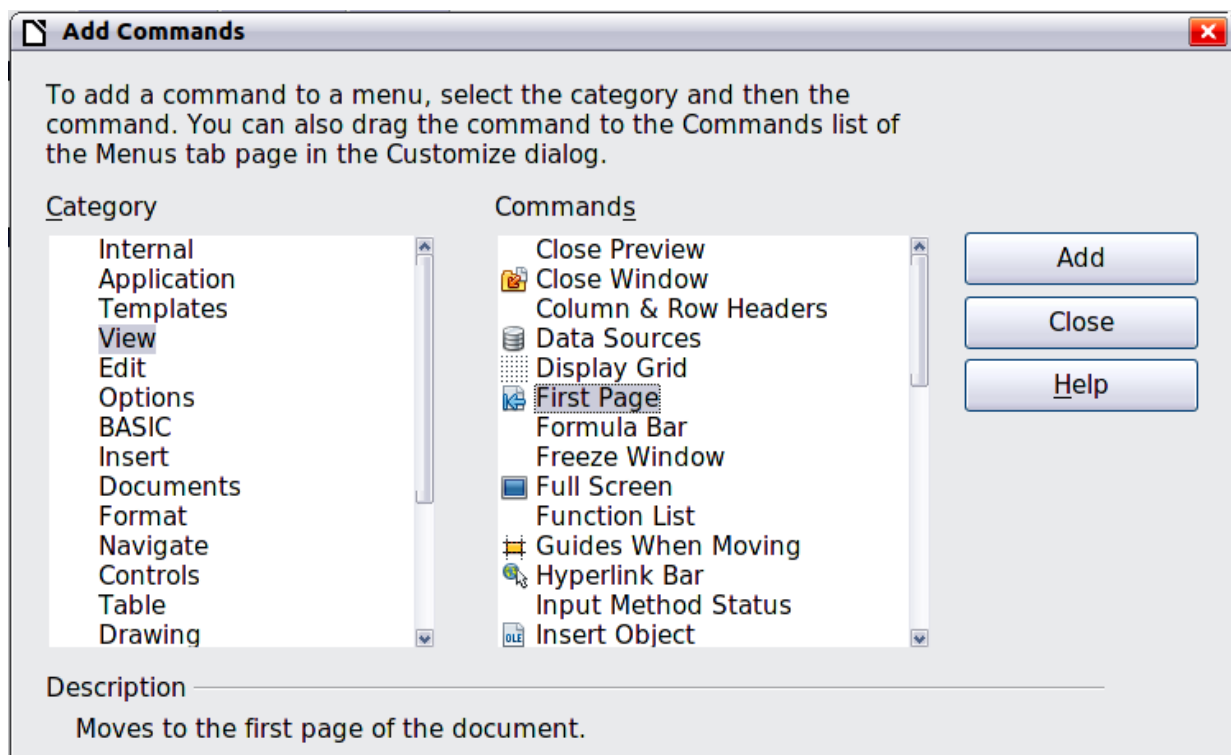 Add Commands
To add a command to a menu, select the category and then the
command. You can also drag the command to the Commands list of
the Menus tab page in the Customize dialog.
Category
Internal
Application
Templates
View
Edit
Options
BASIC
Insert
Documents
Format
Navigate
Controls
Table
Drawing
Commands
Close Preview
Close Window
Column & Row Headers
Data Sources
Display Grid
First Page
Formula Bar
Freeze Window
Full Screen
Function List
Guides When Moving
Hyperlink Bar
Input Method Status
OLE Insert Object
Add
Close
Help
Description
Moves to the first page of the document.